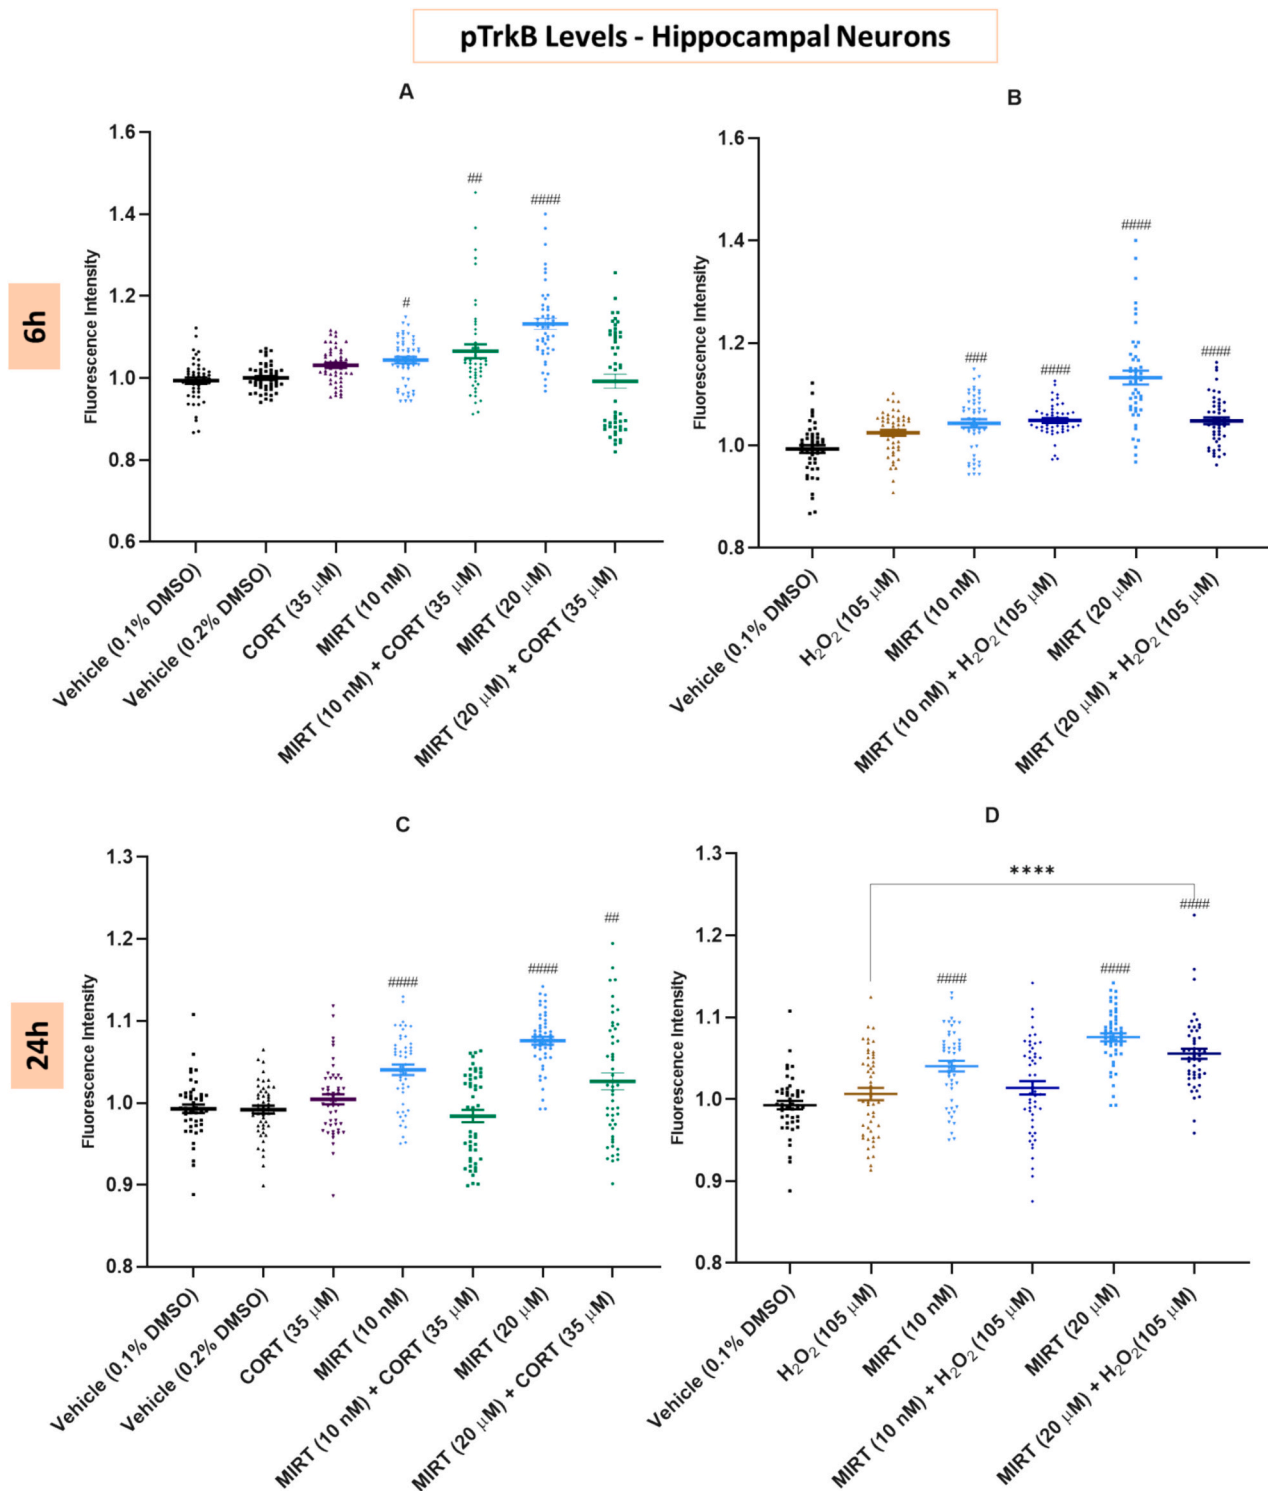 pTrkB Levels - Hippocampal Neurons
6h
A
Fluorescence Intensity
1.6
1.4
1.2
1.0
0.8
0.6
#
##
####
Vehicle (0.1% DMSO)
Vehicle (0.2% DMSO)
CORT (35 μM)
MIRT (10 nM)
MIRT (10 nM) + CORT (35 μM)
MIRT (20 μM)
MIRT (20 μM) + CORT (35 μM)
B
Fluorescence Intensity
1.6
1.4
1.2
1.0
0.8
###
####
####
####
Vehicle (0.1% DMSO)
H₂O₂ (105 μM)
MIRT (10 nM)
MIRT (10 nM) + H₂O₂ (105 μM)
MIRT (20 μM)
MIRT (20 μM) + H₂O₂ (105 μM)
24h
C
Fluorescence Intensity
1.3
1.2
1.1
1.0
0.9
0.8
####
####
##
Vehicle (0.1% DMSO)
Vehicle (0.2% DMSO)
CORT (35 μM)
MIRT (10 nM)
MIRT (10 nM) + CORT (35 μM)
MIRT (20 μM)
MIRT (20 μM) + CORT (35 μM)
D
Fluorescence Intensity
1.3
1.2
1.1
1.0
0.9
0.8
****
####
####
####
Vehicle (0.1% DMSO)
H₂O₂ (105 μM)
MIRT (10 nM)
MIRT (10 nM) + H₂O₂ (105 μM)
MIRT (20 μM)
MIRT (20 μM) + H₂O₂(105 μM)